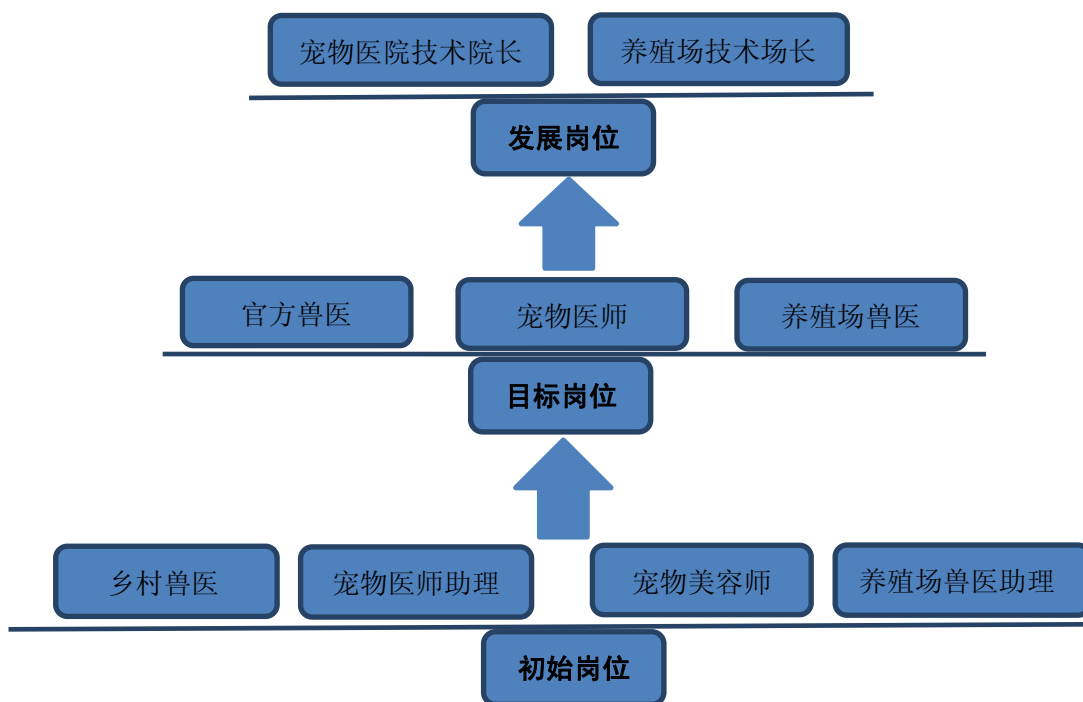 宠物医院技术院长
养殖场技术场长
发展岗位
官方兽医
宠物医师
养殖场兽医
目标岗位
乡村兽医
宠物医师助理
宠物美容师
养殖场兽医助理
初始岗位